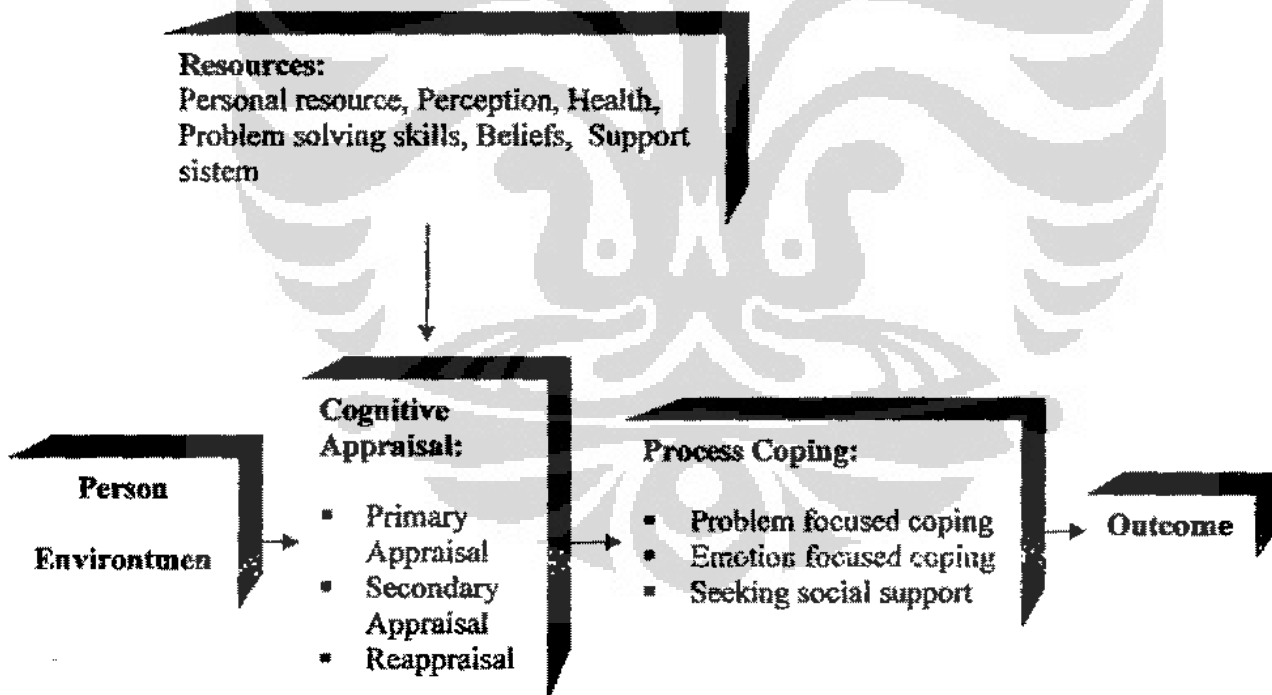 Resources:
Personal resource, Perception, Health,
Problem solving skills, Beliefs, Support
sistem
Cognitive
Appraisal:
▪ Primary
Appraisal
▪ Secondary
Appraisal
▪ Reappraisal
Person
Environtmen
Process Coping:
▪ Problem focused coping
▪ Emotion focused coping
▪ Seeking social support
Outcome